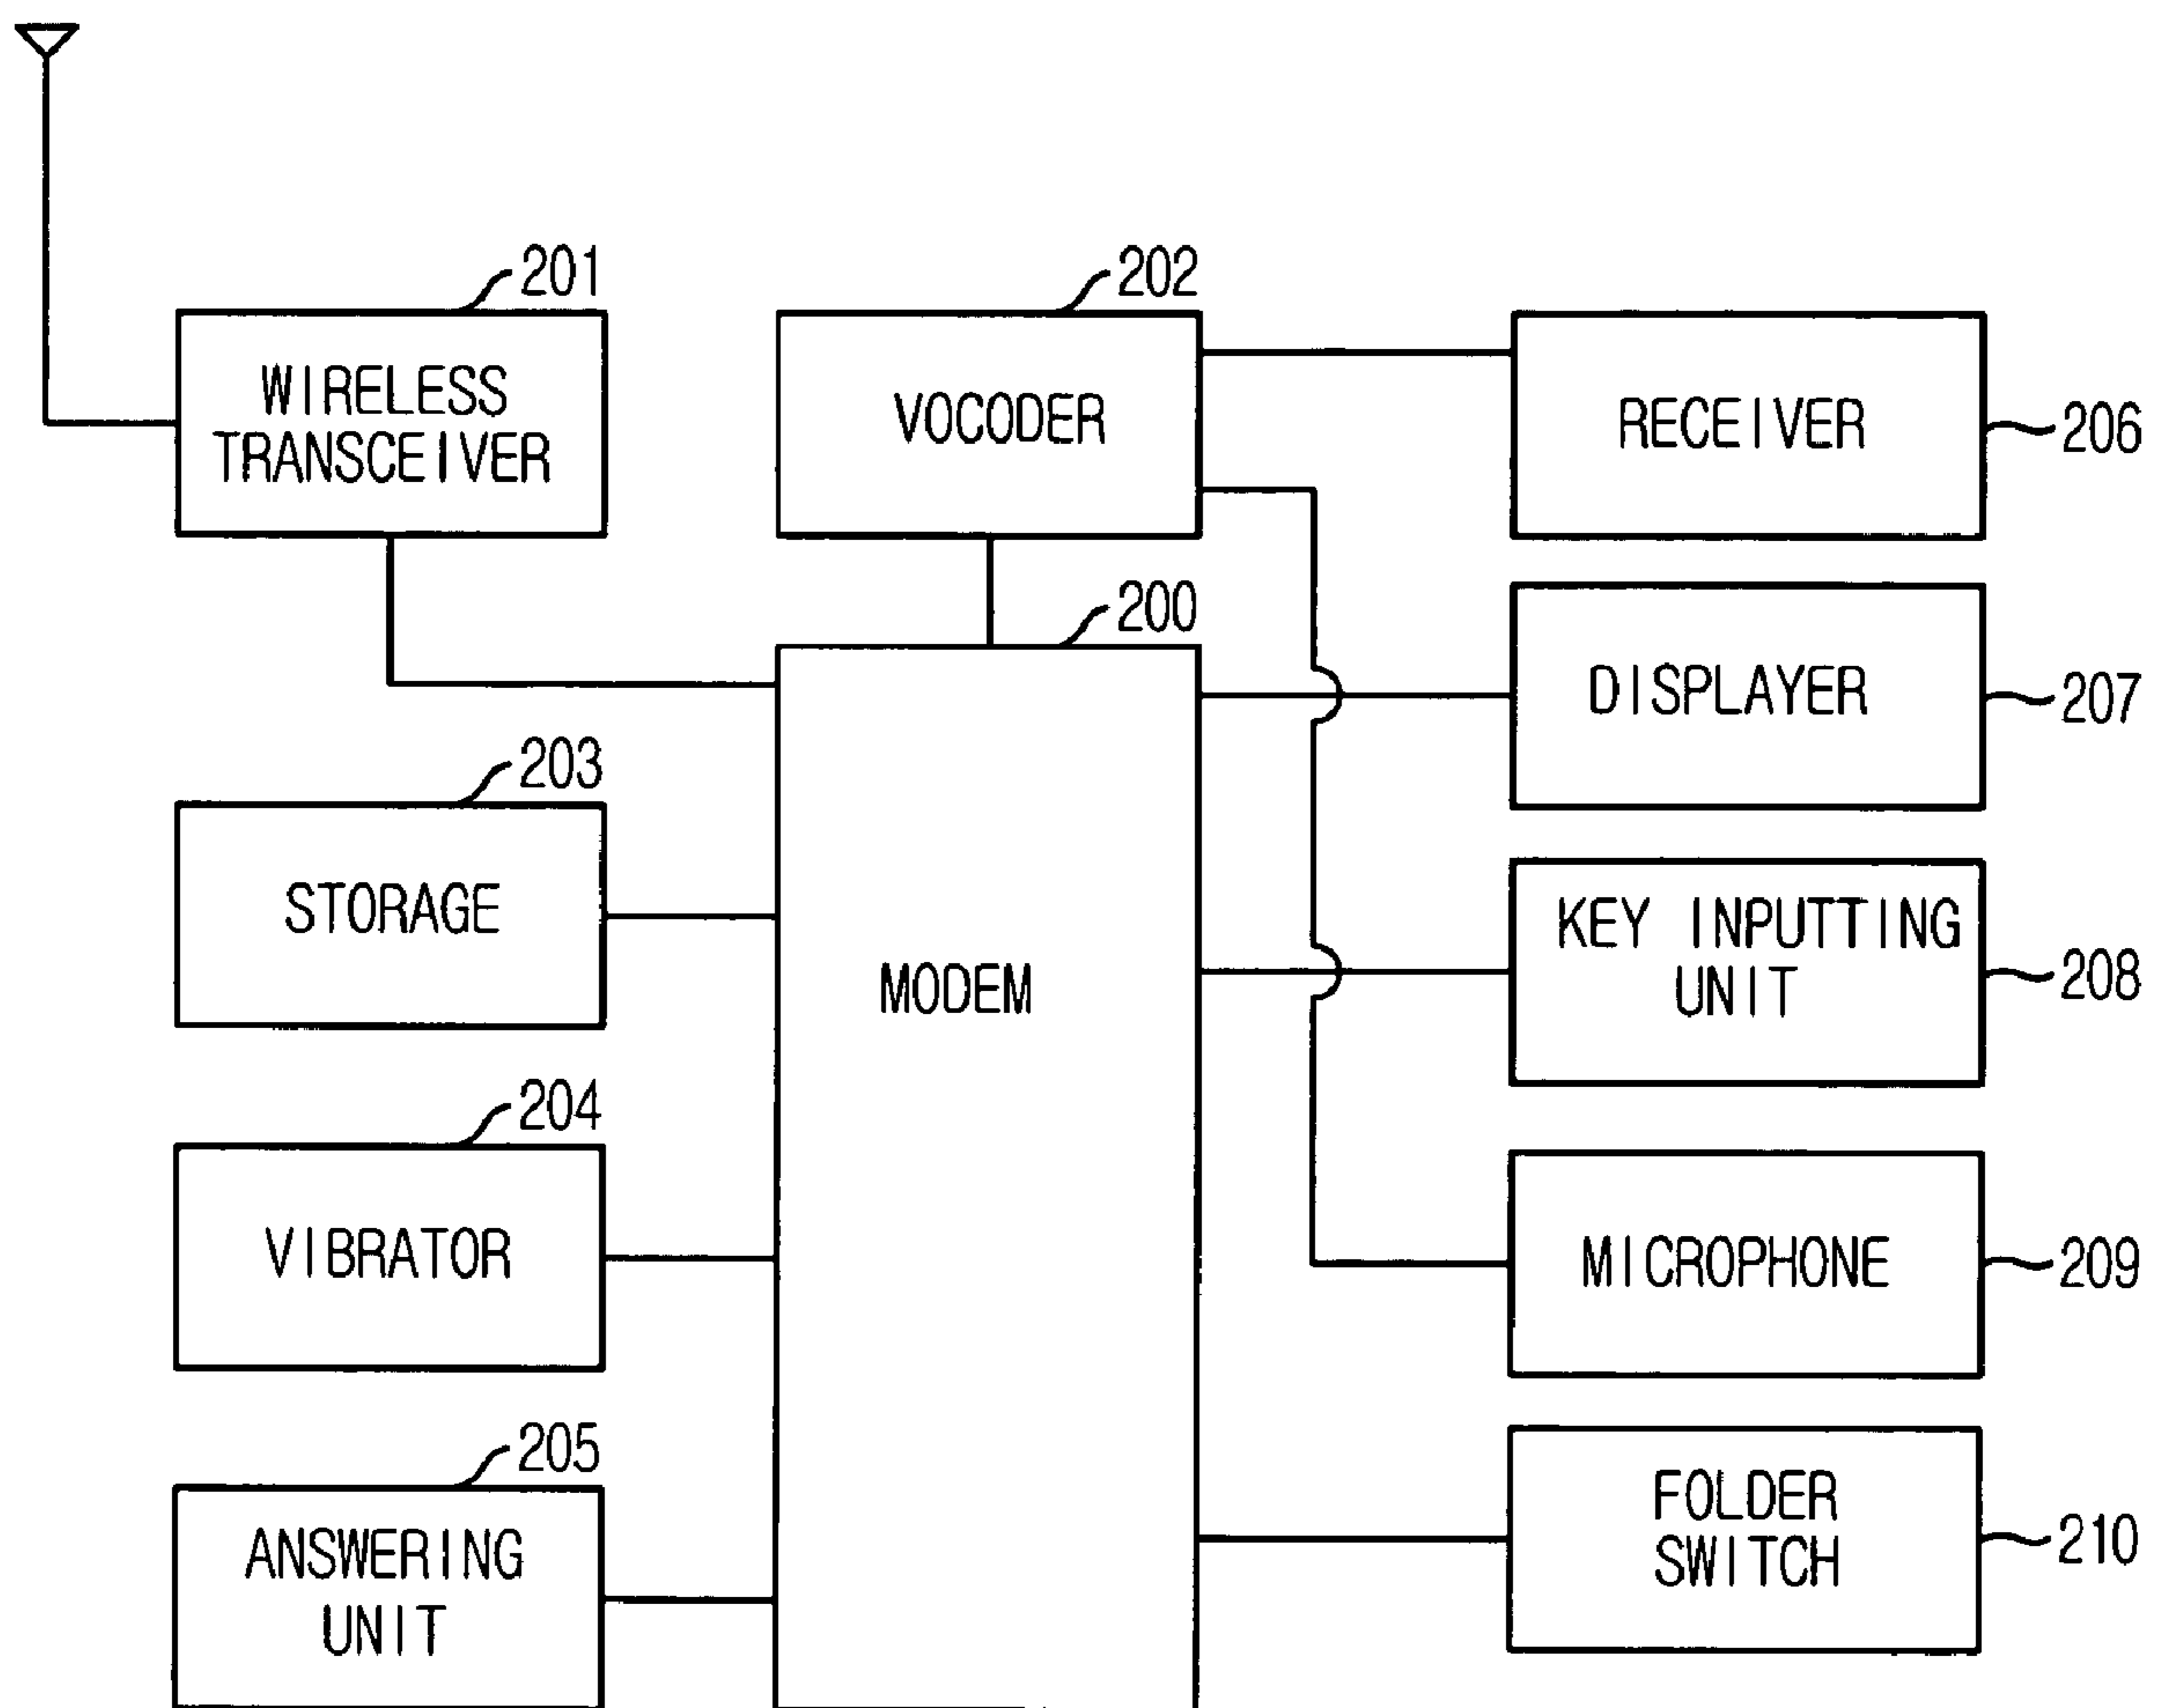 201
WIRELESS
TRANSCEIVER
202
VOCODER
RECEIVER
206
200
MODEM
DISPLAYER
207
203
STORAGE
KEY INPUTTING
UNIT
208
204
VIBRATOR
MICROPHONE
209
205
ANSWERING
UNIT
FOLDER
SWITCH
210